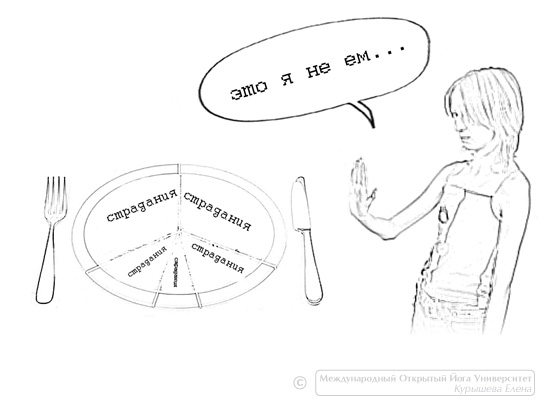 это я не ем...
страдания
страдания
страдания
страдания
страдания
© Международный Открытый Йога Университет
Курышева Елена